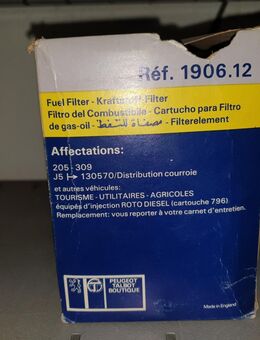 Réf. 1906.12
Fuel Filter - Kraftstoff-Filter
Filtro del Combustibile - Cartucho para Filtro
de gas-oil - مصفاة النفط - Filterelement
Affectations:
205 - 309
J5 → 130570/Distribution courroie
et autres véhicules:
TOURISME - UTILITAIRES - AGRICOLES
équipés d'injection ROTO DIESEL (cartouche 796)
Remplacement: vous reporter à votre carnet d'entretien.
PEUGEOT
TALBOT
BOUTIQUE
Made in England